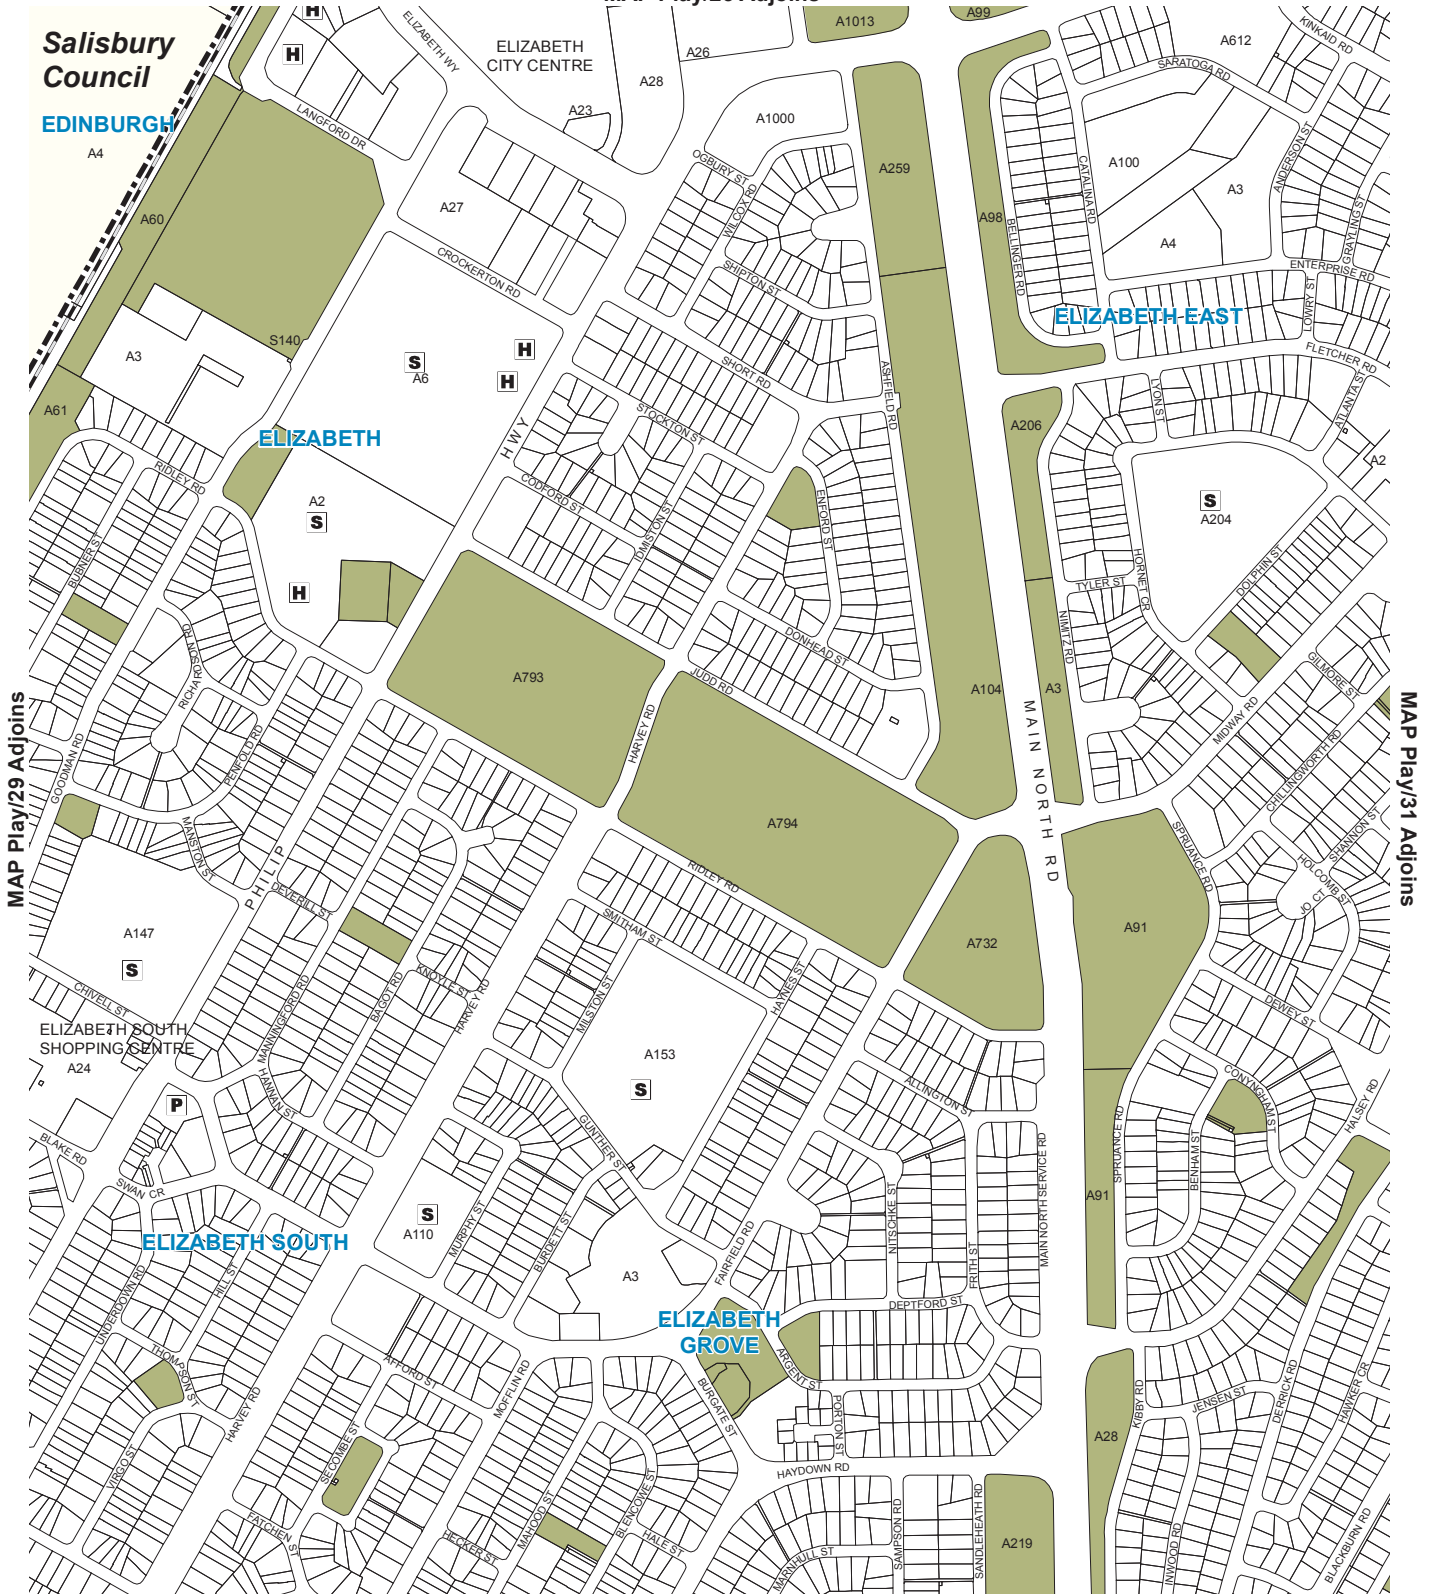 Salisbury
Council
EDINBURGH
A4
ELIZABETH WY
ELIZABETH
CITY CENTRE
A26
A28
A23
A1013
A99
A612
KINKAID RD
SARATOGA RD
H
H
LANGFORD DR
A1000
OGBURY ST
WILCOX RD
A259
A98
CATALINA RD
A100
A3
A4
ANDERSON ST
GRAYLING ST
ENTERPRISE RD
LOWRY ST
BELLINGER RD
ELIZABETH EAST
FLETCHER RD
ATLANTA ST
A60
A27
CROCKERTON RD
SHIPTON ST
SHORT RD
ASHFIELD RD
S140
A3
S
A6
H
H
A61
ELIZABETH
STOCKTON ST
HWY
CODFORD ST
IDMISTON ST
ENFORD ST
A206
LYON ST
A2
S
A204
RIDLEY RD
A2
S
H
BUBNER ST
RICHARDSON RD
DONHEAD ST
JUDD RD
TYLER ST
HORNET CR
NIMITZ RD
DOLPHIN ST
GILMORE ST
MIDWAY RD
CHILLINGWORTH RD
A793
HARVEY RD
A104
A3
MAIN NORTH RD
MAP Play/29 Adjoins
MAP Play/31 Adjoins
GOODMAN RD
PENFOLD RD
MANSTON ST
PHILIP
A794
RIDLEY RD
SPRUANCE RD
SHANNON ST
HOLCOMB ST
JO CT
A147
S
DEVERILL ST
SMITHAM ST
A732
A91
CHIVELL ST
MANNINGFORD RD
BAGOT RD
KNOYLE ST
HARVEY RD
MILSTON ST
HAYNES ST
DEWEY ST
ELIZABETH SOUTH
SHOPPING CENTRE
A24
A153
S
HANNAN ST
P
GUNTHER ST
ALLINGTON ST
CONYNGHAM ST
HALSEY RD
BLAKE RD
SWAN CR
MAIN NORTH SERVICE RD
SPRUANCE RD
BENHAM ST
A91
S
A110
ELIZABETH SOUTH
MURPHY ST
BURDETT ST
A3
FAIRFIELD RD
NITSCHKE ST
FRITH ST
UNDERDOWN RD
HILL ST
ELIZABETH
GROVE
DEPTFORD ST
THOMPSON ST
AFFORD ST
MOFFLIN RD
BURGATE ST
ARGENT ST
PORTON ST
KIBBY RD
JENSEN ST
DERRICK RD
HAWKER CR
HARVEY RD
VIRGO ST
SECOMBE ST
A28
HAYDOWN RD
FATCHEN ST
HECKER ST
MAHOOD ST
BLENCOWE ST
HALE ST
MARNHULL ST
SAMPSON RD
SANDLEHEATH RD
A219
INWOOD RD
BLACKBURN RD